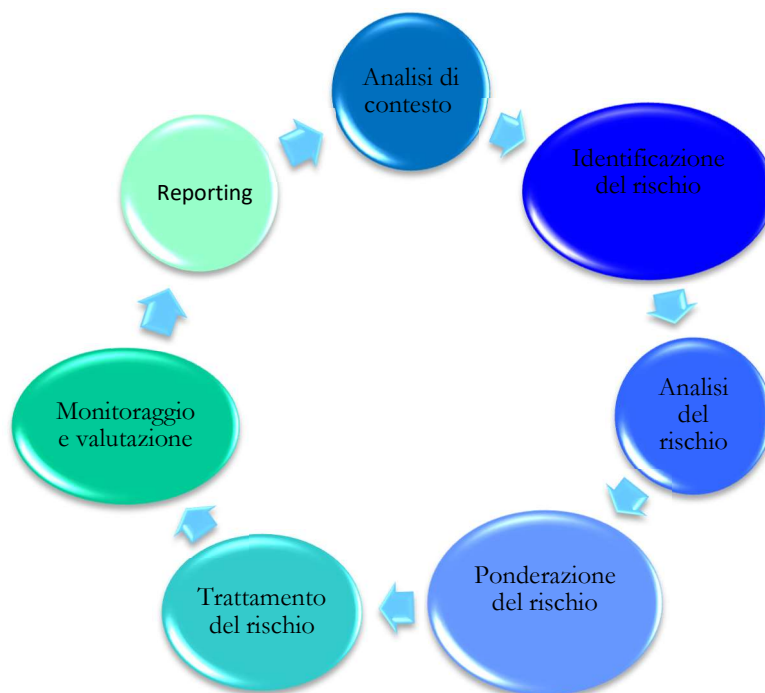 Analisi di
contesto
Identificazione
del rischio
Analisi
del
rischio
Ponderazione
del rischio
Trattamento
del rischio
Monitoraggio
e valutazione
Reporting